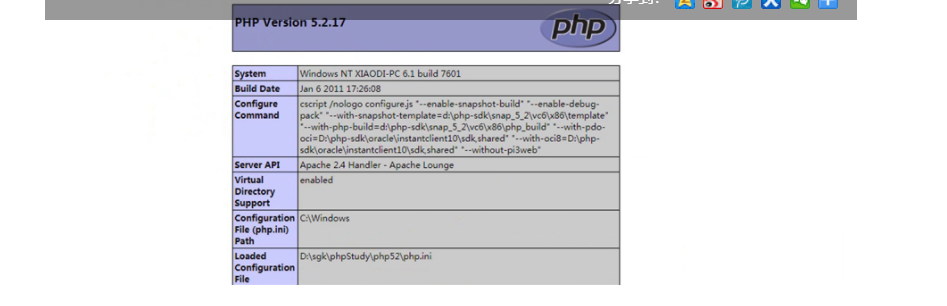 分享到：
PHP Version 5.2.17
php
System Windows NT XIAODI-PC 6.1 build 7601
Build Date Jan 6 2011 17:26:08
Configure Command cscript /nologo configure.js "--enable-snapshot-build" "--enable-debug-
pack" "--with-snapshot-template=d:\php-sdk\snap_5_2\vc6\x86\template"
"--with-php-build=d:\php-sdk\snap_5_2\vc6\x86\php_build" "--with-pdo-
oci=D:\php-sdk\oracle\instantclient10\sdk,shared" "--with-oci8=D:\php-
sdk\oracle\instantclient10\sdk,shared" "--without-pi3web"
Server API Apache 2.4 Handler - Apache Lounge
Virtual
Directory
Support enabled
Configuration
File (php.ini)
Path C:\Windows
Loaded
Configuration
File D:\sgk\phpStudy\php52\php.ini